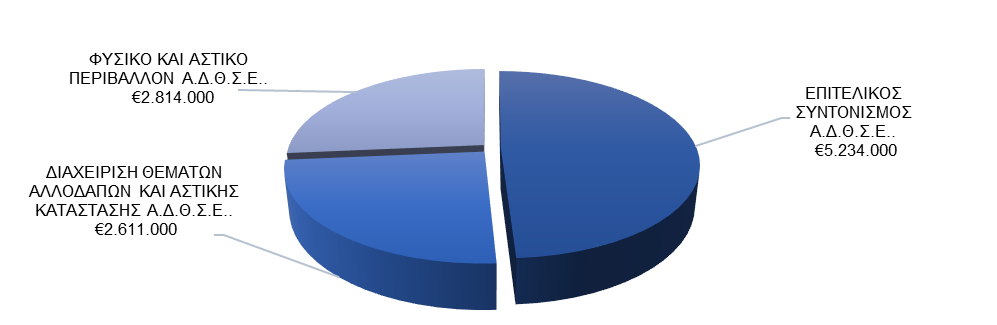 ΦΥΣΙΚΟ ΚΑΙ ΑΣΤΙΚΟ
ΠΕΡΙΒΑΛΛΟΝ Α.Δ.Θ.Σ.Ε..
€2.814.000
ΕΠΙΤΕΛΙΚΟΣ
ΣΥΝΤΟΝΙΣΜΟΣ
Α.Δ.Θ.Σ.Ε..
€5.234.000
ΔΙΑΧΕΙΡΙΣΗ ΘΕΜΑΤΩΝ
ΑΛΛΟΔΑΠΩΝ ΚΑΙ ΑΣΤΙΚΗΣ
ΚΑΤΑΣΤΑΣΗΣ Α.Δ.Θ.Σ.Ε..
€2.611.000